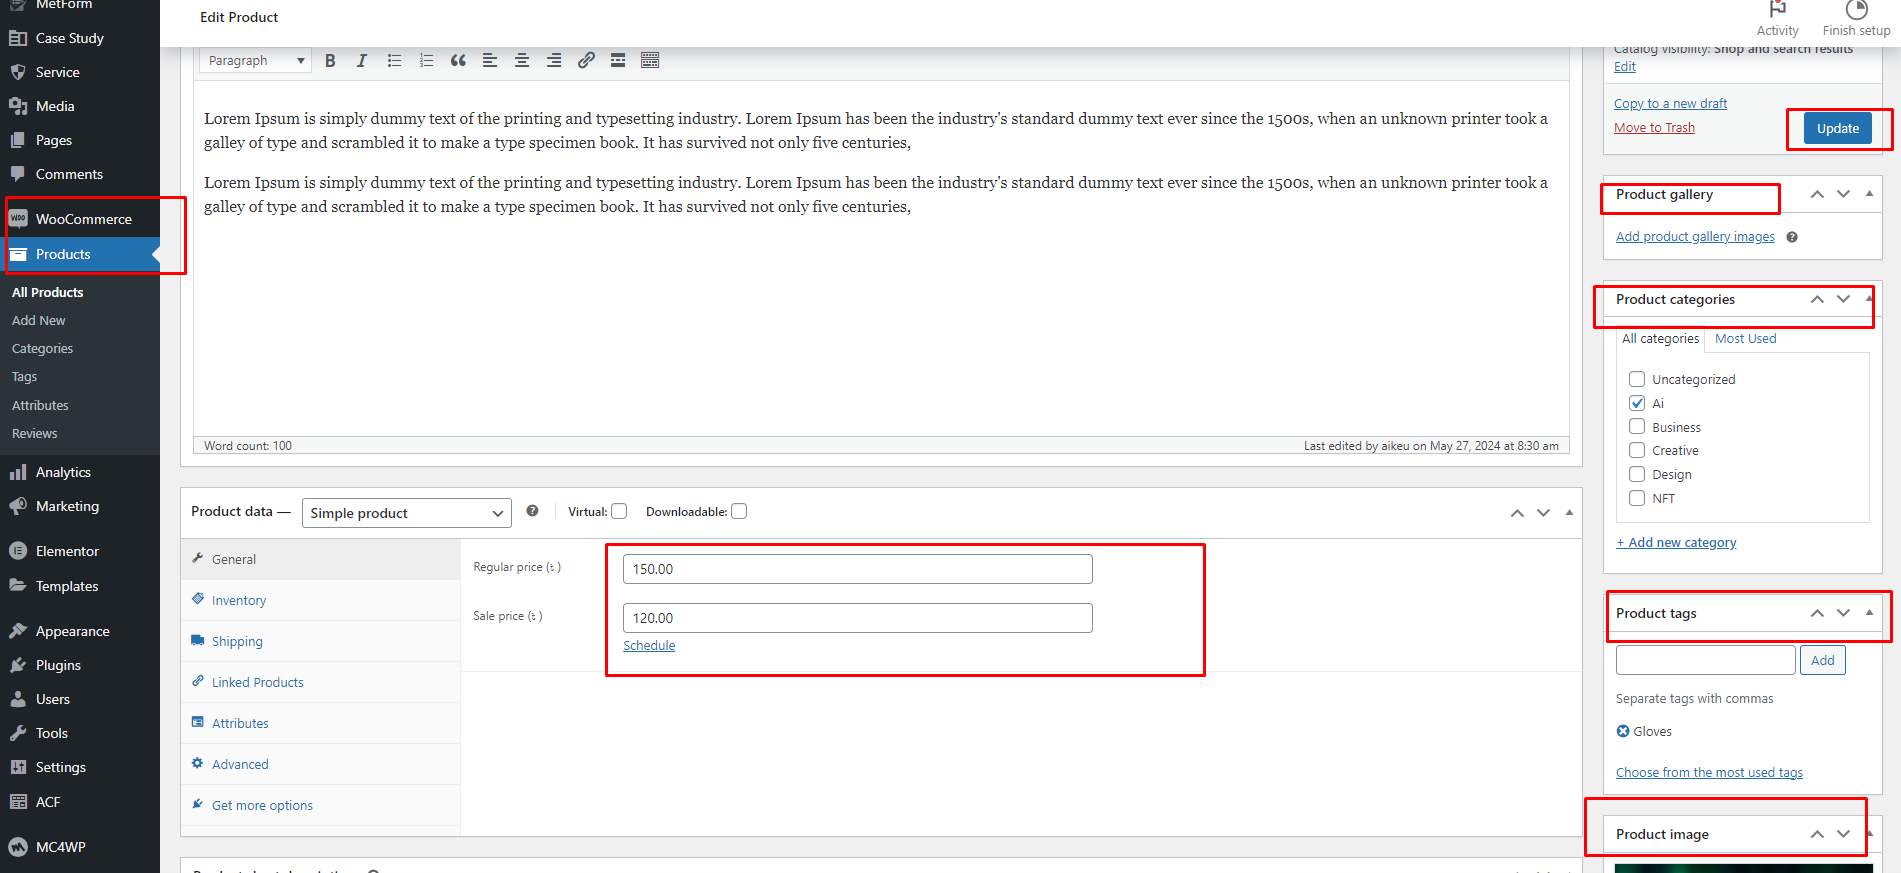 MetForm
Case Study
Service
Media
Pages
Comments
WooCommerce
Products
All Products
Add New
Categories
Tags
Attributes
Reviews
Analytics
Marketing
Elementor
Templates
Appearance
Plugins
Users
Tools
Settings
ACF
MC4WP
Edit Product
Activity
Finish setup
Paragraph
Lorem Ipsum is simply dummy text of the printing and typesetting industry. Lorem Ipsum has been the industry's standard dummy text ever since the 1500s, when an unknown printer took a
galley of type and scrambled it to make a type specimen book. It has survived not only five centuries,
Lorem Ipsum is simply dummy text of the printing and typesetting industry. Lorem Ipsum has been the industry's standard dummy text ever since the 1500s, when an unknown printer took a
galley of type and scrambled it to make a type specimen book. It has survived not only five centuries,
Word count: 100
Last edited by aikeu on May 27, 2024 at 8:30 am
Product data —
Simple product
Virtual:
Downloadable:
General
Inventory
Shipping
Linked Products
Attributes
Advanced
Get more options
Regular price (৳ )
150.00
Sale price (৳ )
120.00
Schedule
Catalog visibility: Shop and search results
Edit
Copy to a new draft
Move to Trash
Update
Product gallery
Add product gallery images
Product categories
All categories
Most Used
Uncategorized
Ai
Business
Creative
Design
NFT
+ Add new category
Product tags
Add
Separate tags with commas
Gloves
Choose from the most used tags
Product image